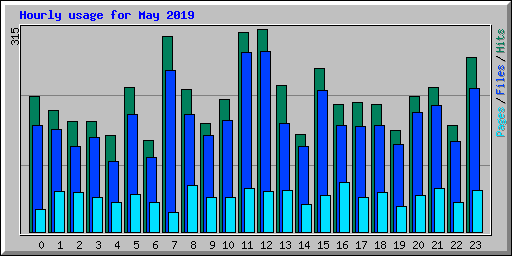 Hourly usage for May 2019
315
Pages / Files / Hits
0 1 2 3 4 5 6 7 8 9 10 11 12 13 14 15 16 17 18 19 20 21 22 23